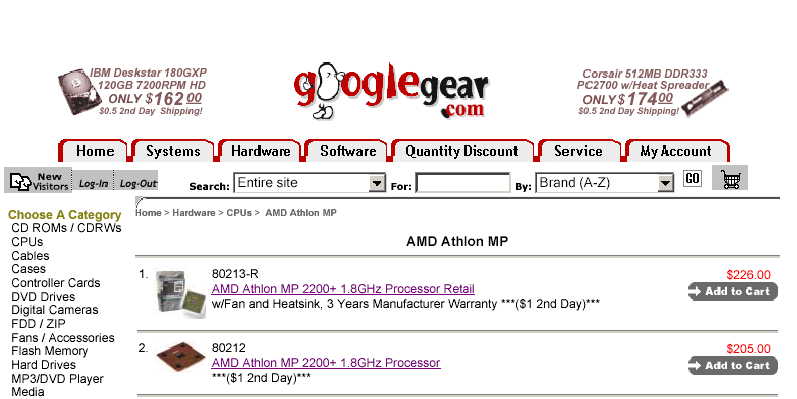 IBM Deskstar 180GXP
120GB 7200RPM HD
ONLY $162 00
$0.5 2nd Day Shipping!
googlegear
.com
Corsair 512MB DDR333
PC2700 w/Heat Spreader
ONLY $174 00
$0.5 2nd Day Shipping!
Home Systems Hardware Software Quantity Discount Service My Account
New Visitors Log-In Log-Out
Search: Entire site For: By: Brand (A-Z) GO
Choose A Category
CD ROMs / CDRWs
CPUs
Cables
Cases
Controller Cards
DVD Drives
Digital Cameras
FDD / ZIP
Fans / Accessories
Flash Memory
Hard Drives
MP3/DVD Player
Media
Home > Hardware > CPUs > AMD Athlon MP
AMD Athlon MP
1. 80213-R $226.00
AMD Athlon MP 2200+ 1.8GHz Processor Retail Add to Cart
w/Fan and Heatsink, 3 Years Manufacturer Warranty ***($1 2nd Day)***
2. 80212 $205.00
AMD Athlon MP 2200+ 1.8GHz Processor Add to Cart
***($1 2nd Day)***